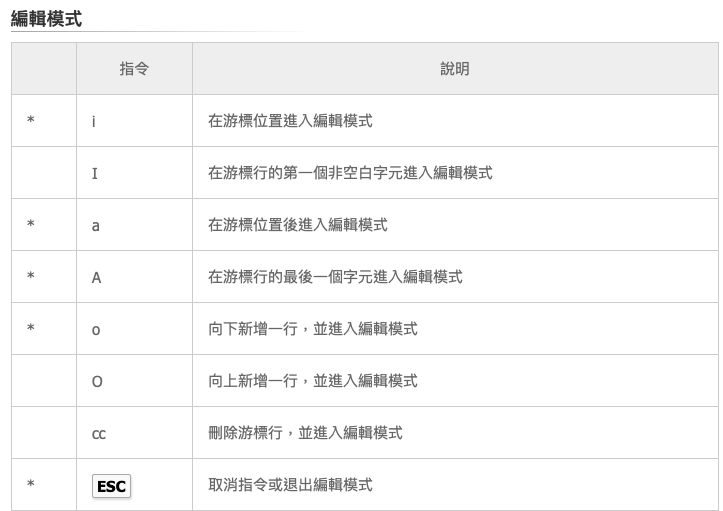 編輯模式
指令 說明
* i 在游標位置進入編輯模式
I 在游標行的第一個非空白字元進入編輯模式
* a 在游標位置後進入編輯模式
* A 在游標行的最後一個字元進入編輯模式
* o 向下新增一行，並進入編輯模式
O 向上新增一行，並進入編輯模式
cc 刪除游標行，並進入編輯模式
* ESC 取消指令或退出編輯模式